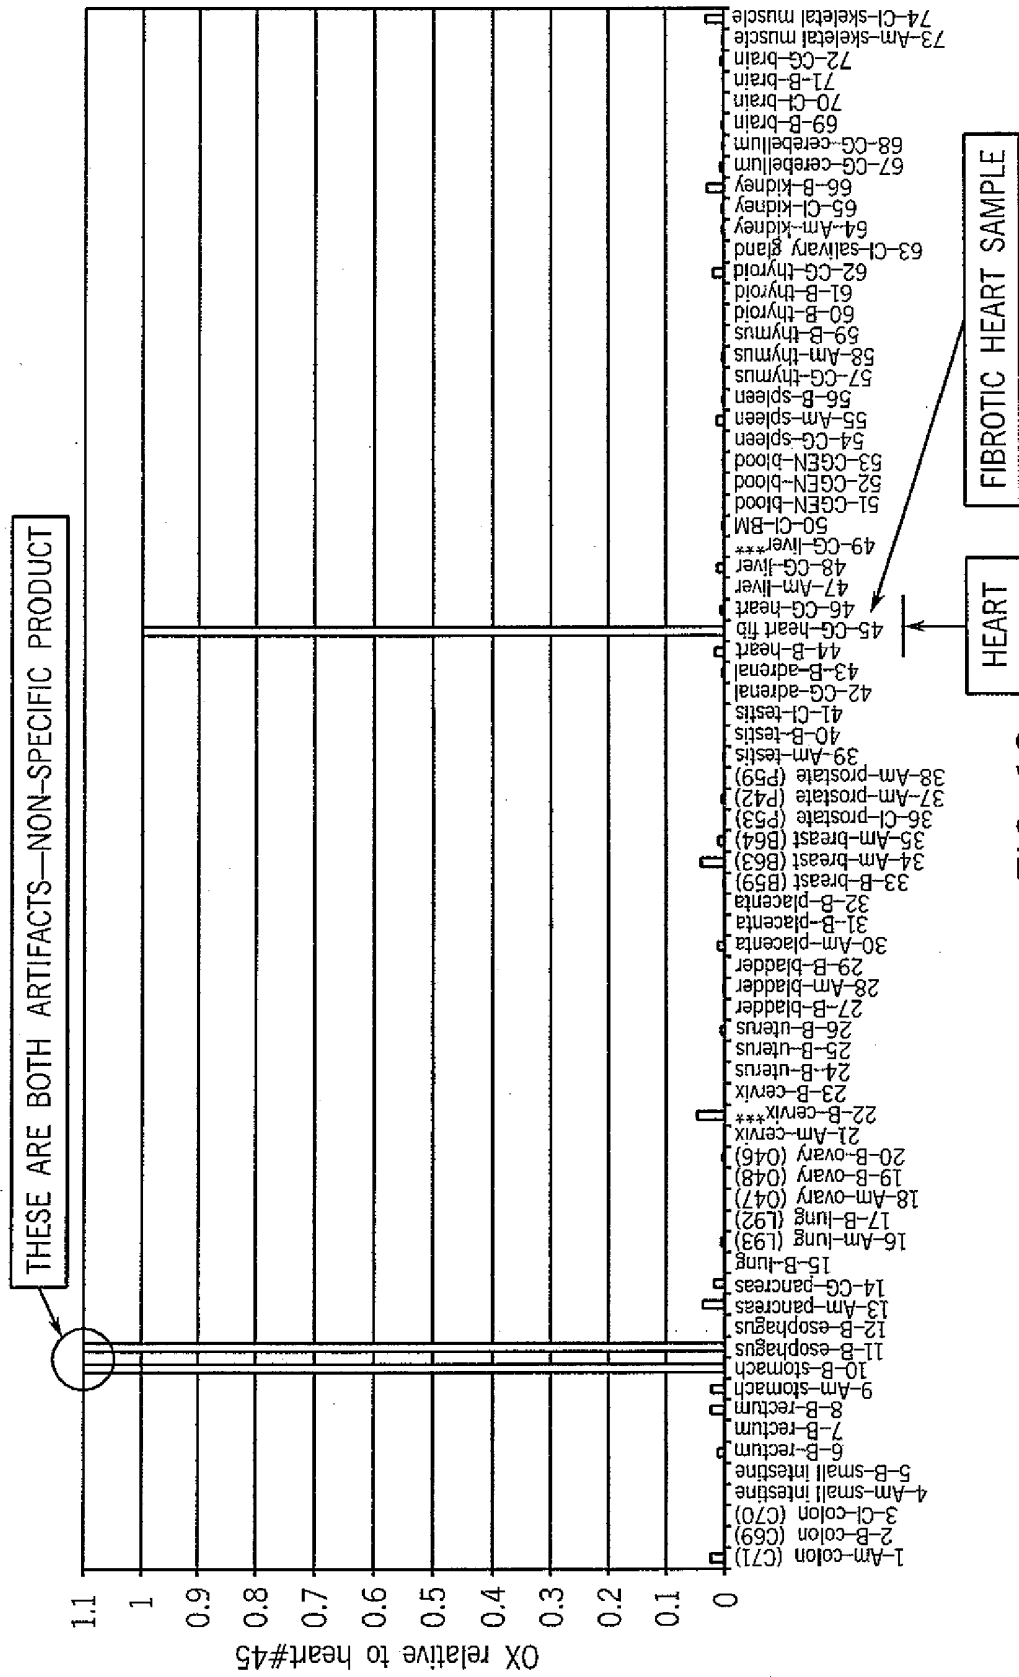 THESE ARE BOTH ARTIFACTS—NON-SPECIFIC PRODUCT
OX relative to heart#45
1.1
1
0.9
0.8
0.7
0.6
0.5
0.4
0.3
0.2
0.1
0
1-Am-colon (C71)
2-B-colon (C69)
3-Cl-colon (C70)
4-Am-small intestine
5-B-small intestine
6-B-rectum
7-B-rectum
8-B-rectum
9-Am-stomach
10-B-stomach
11-B-esophagus
12-B-esophagus
13-Am-pancreas
14-CG-pancreas
15-B-lung
16-Am-lung (L93)
17-B-lung (L92)
18-Am-ovary (O47)
19-B-ovary (O48)
20-B-ovary (O46)
21-Am-cervix
22-B-cervix***
23-B-cervix
24-B-uterus
25-B-uterus
26-B-uterus
27-B-bladder
28-Am-bladder
29-B-bladder
30-Am-placenta
31-B-placenta
32-B-placenta
33-B-breast (B59)
34-Am-breast (B63)
35-Am-breast (B64)
36-Cl-prostate (P53)
37-Am-prostate (P42)
38-Am-prostate (P59)
39-Am-testis
40-B-testis
41-Cl-testis
42-CG-adrenal
43-B-adrenal
44-B-heart
45-CG-heart fib
46-CG-heart
47-Am-liver
48-CG-liver
49-CG-liver***
50-Cl-BM
51-CGEN-blood
52-CGEN-blood
53-CGEN-blood
54-CG-spleen
55-Am-spleen
56-B-spleen
57-CG-thymus
58-Am-thymus
59-B-thymus
60-B-thyroid
61-B-thyroid
62-CG-thyroid
63-Cl-salivary gland
64-Am-kidney
65-Cl-kidney
66-B-kidney
67-CG-cerebellum
68-CG-cerebellum
69-B-brain
70-Cl-brain
71-B-brain
72-CG-brain
73-Am-skeletal muscle
74-Cl-skeletal muscle
HEART
FIBROTIC HEART SAMPLE